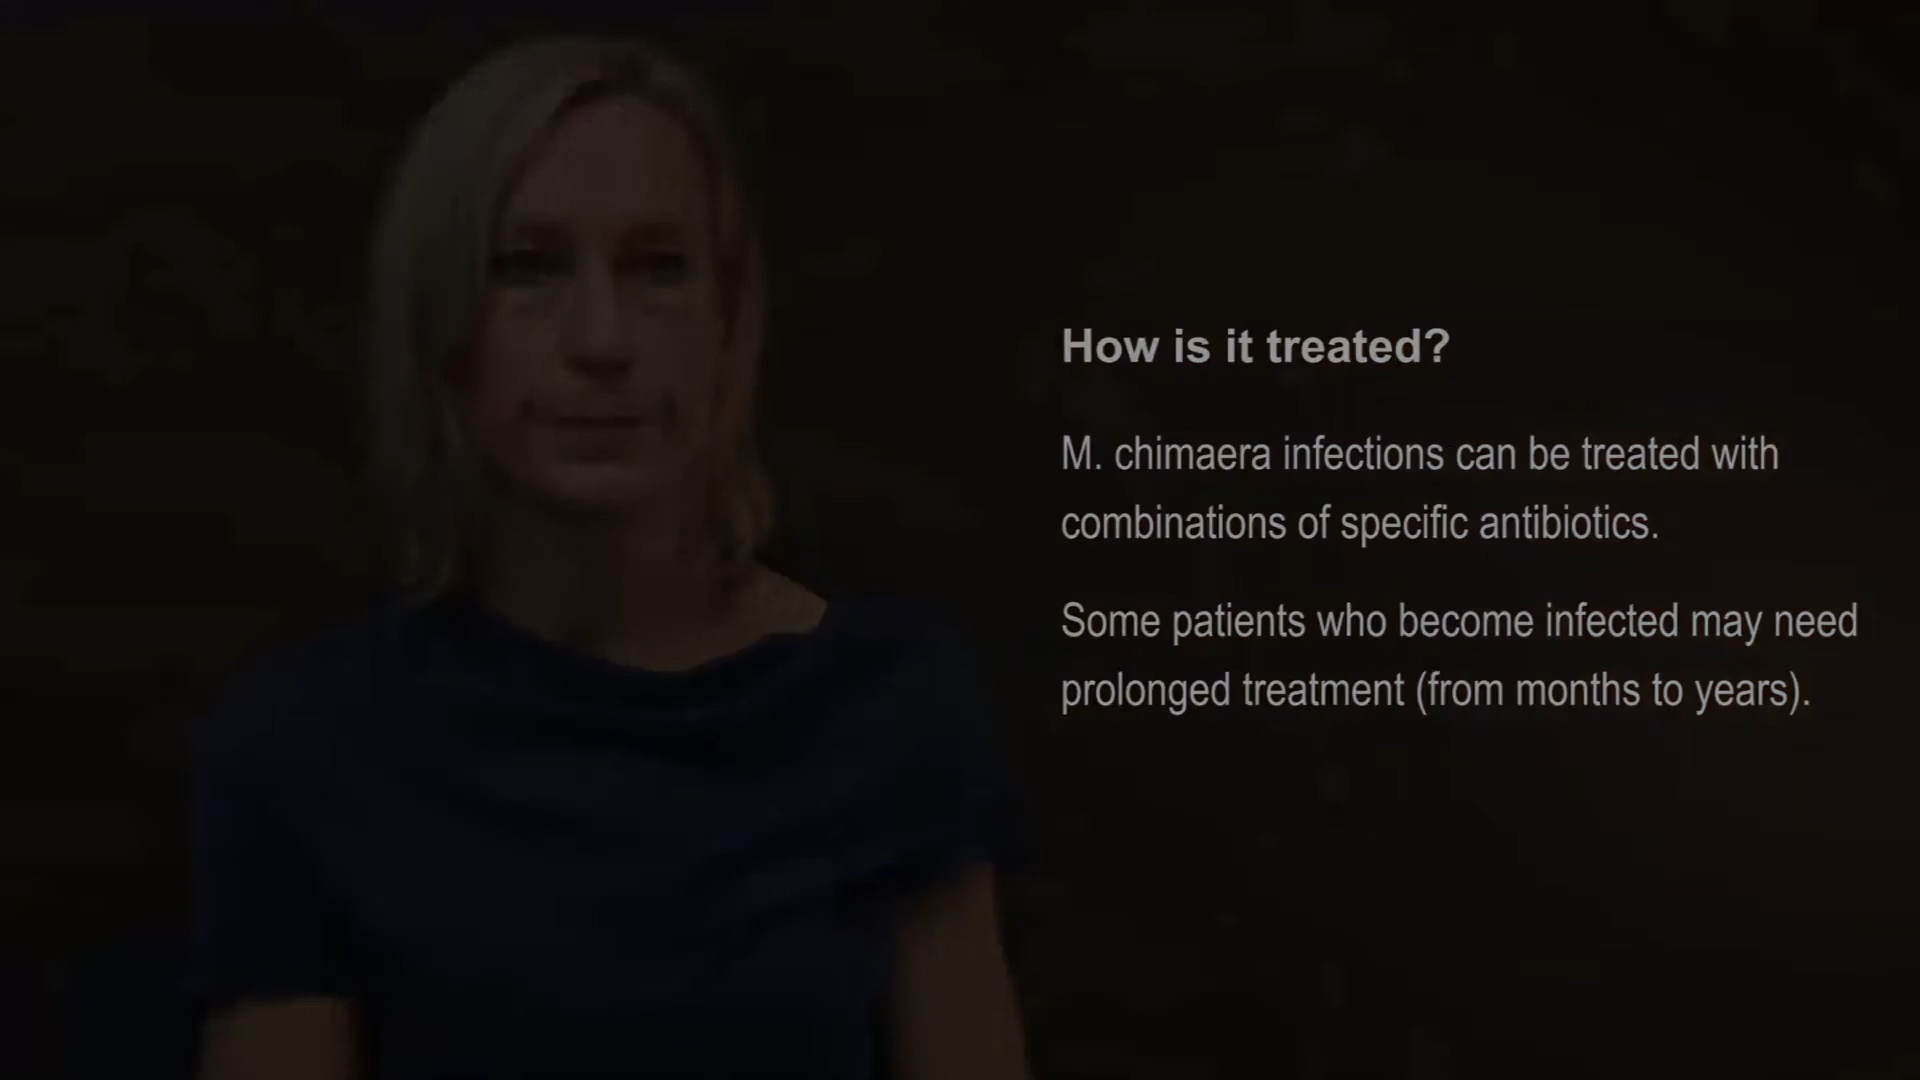 How is it treated?
M. chimaera infections can be treated with
combinations of specific antibiotics.
Some patients who become infected may need
prolonged treatment (from months to years).